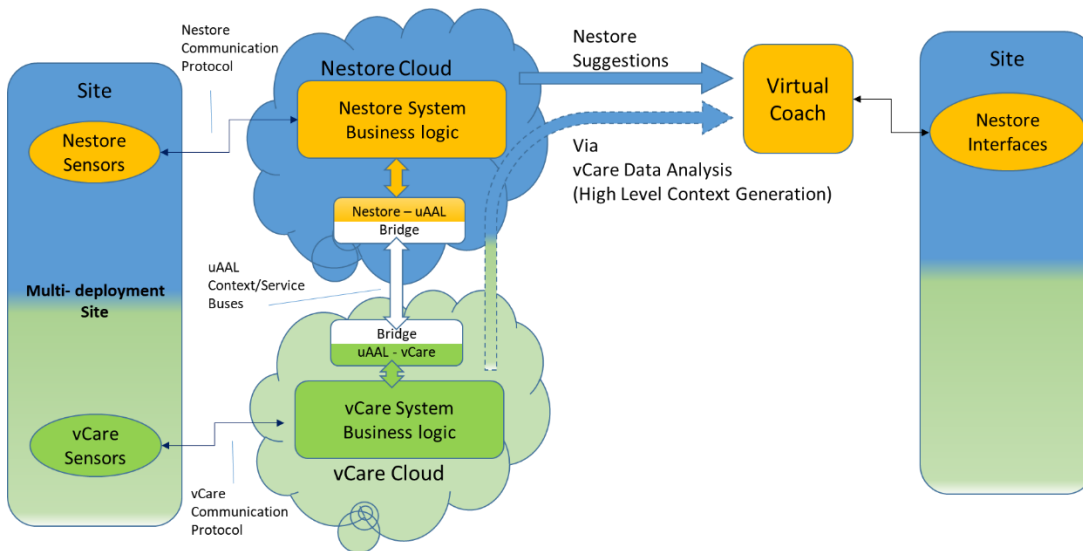 Nestore
Communication
Protocol
Site
Nestore
Sensors
Multi- deployment
Site
vCare
Sensors
vCare
Communication
Protocol
Nestore Cloud
Nestore System
Business logic
Nestore – uAAL
Bridge
uAAL
Context/Service
Buses
Bridge
uAAL - vCare
vCare System
Business logic
vCare Cloud
Nestore
Suggestions
Via
vCare Data Analysis
(High Level Context Generation)
Virtual
Coach
Site
Nestore
Interfaces